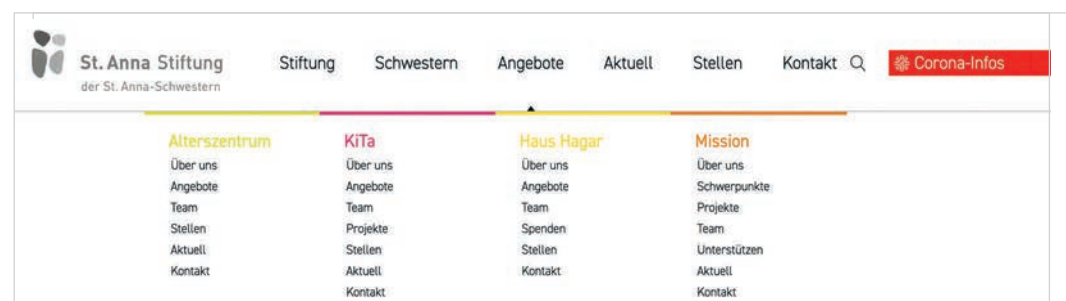 St. Anna Stiftung
der St. Anna-Schwestern
Stiftung Schwestern Angebote Aktuell Stellen Kontakt Corona-Infos
Alterszentrum
Über uns
Angebote
Team
Stellen
Aktuell
Kontakt
KiTa
Über uns
Angebote
Team
Projekte
Stellen
Aktuell
Kontakt
Haus Hagar
Über uns
Angebote
Team
Spenden
Stellen
Kontakt
Mission
Über uns
Schwerpunkte
Projekte
Team
Unterstützen
Aktuell
Kontakt